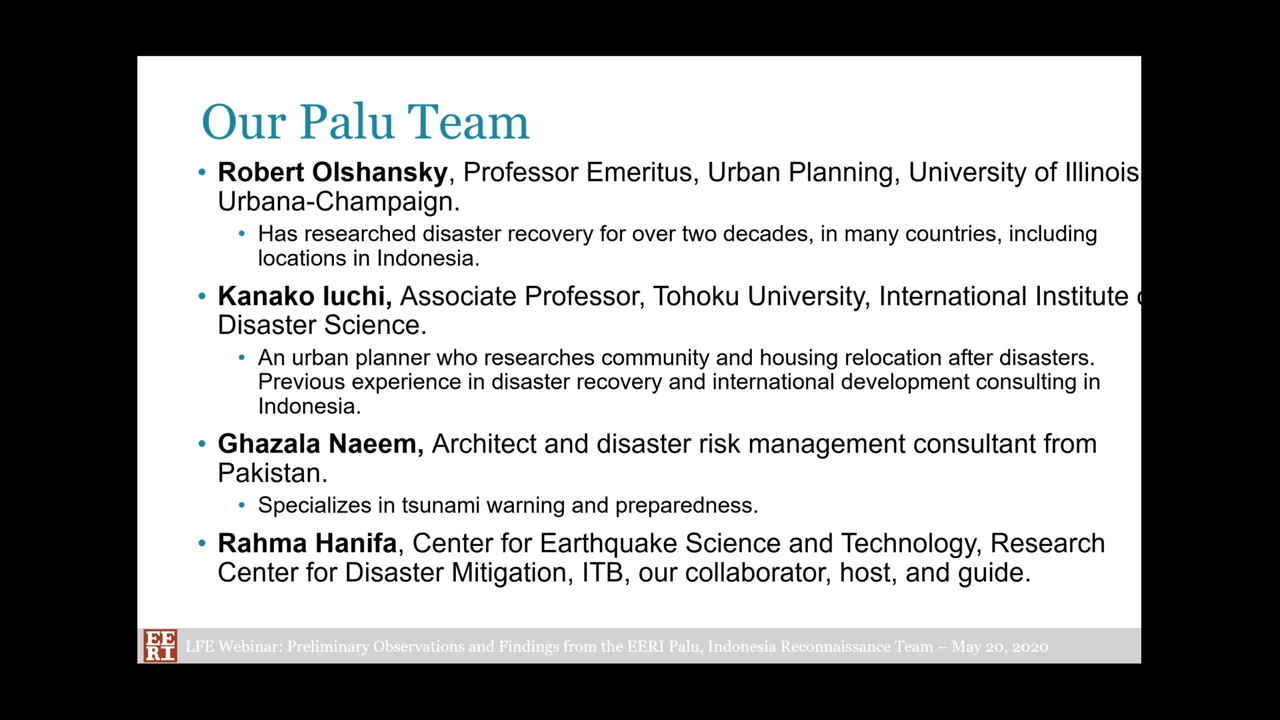 Our Palu Team
• Robert Olshansky, Professor Emeritus, Urban Planning, University of Illinois
Urbana-Champaign.
• Has researched disaster recovery for over two decades, in many countries, including
locations in Indonesia.
• Kanako Iuchi, Associate Professor, Tohoku University, International Institute
Disaster Science.
• An urban planner who researches community and housing relocation after disasters.
Previous experience in disaster recovery and international development consulting in
Indonesia.
• Ghazala Naeem, Architect and disaster risk management consultant from
Pakistan.
• Specializes in tsunami warning and preparedness.
• Rahma Hanifa, Center for Earthquake Science and Technology, Research
Center for Disaster Mitigation, ITB, our collaborator, host, and guide.
EE
RI
LFE Webinar: Preliminary Observations and Findings from the EERI Palu, Indonesia Reconnaissance Team – May 20, 2020